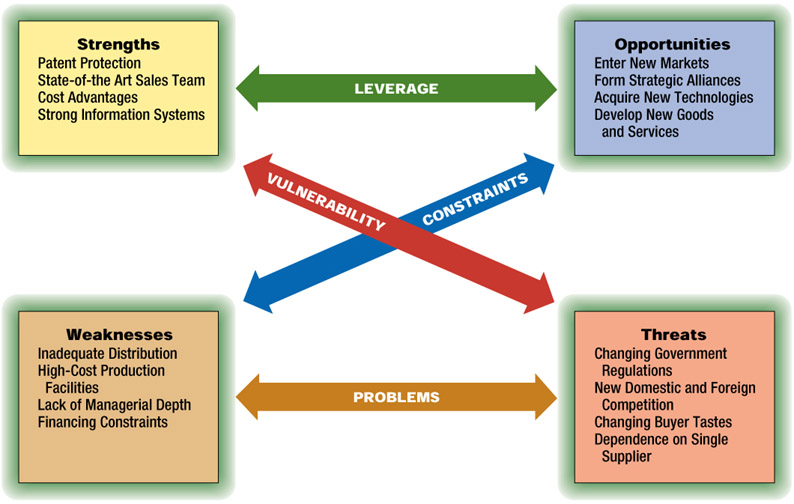 Strengths
Patent Protection
State-of-the Art Sales Team
Cost Advantages
Strong Information Systems
LEVERAGE
Opportunities
Enter New Markets
Form Strategic Alliances
Acquire New Technologies
Develop New Goods
and Services
VULNERABILITY
CONSTRAINTS
Weaknesses
Inadequate Distribution
High-Cost Production
Facilities
Lack of Managerial Depth
Financing Constraints
PROBLEMS
Threats
Changing Government
Regulations
New Domestic and Foreign
Competition
Changing Buyer Tastes
Dependence on Single
Supplier